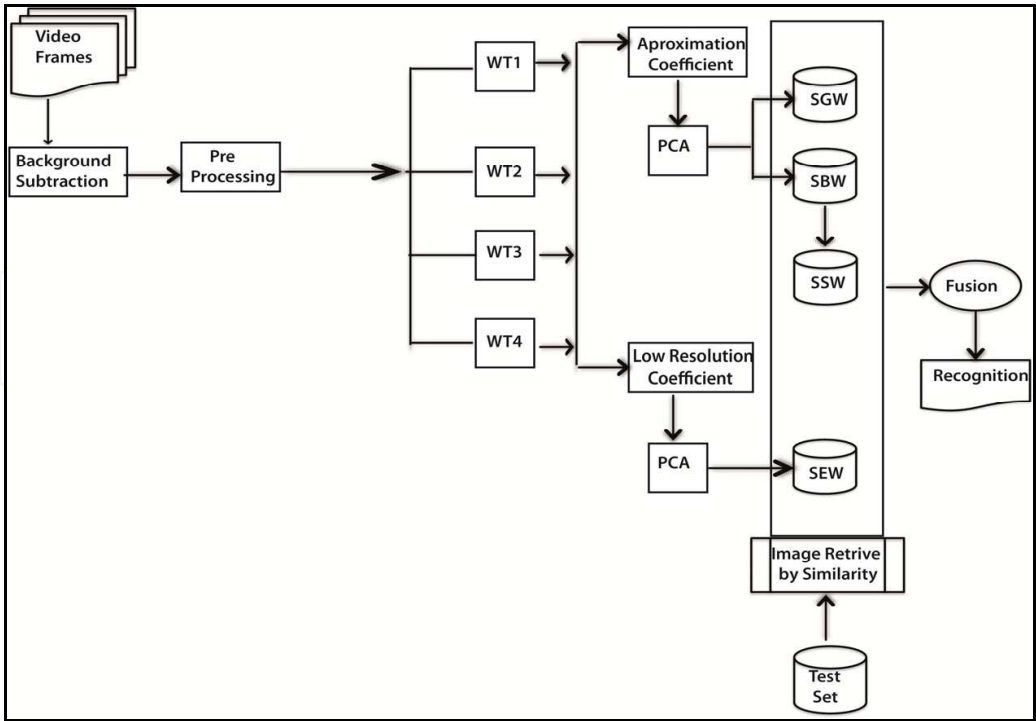 Video
Frames
Background
Subtraction
Pre
Processing
WT1
WT2
WT3
WT4
Aproximation
Coefficient
PCA
SGW
SBW
SSW
Low Resolution
Coefficient
PCA
SEW
Fusion
Recognition
Image Retrive
by Similarity
Test
Set